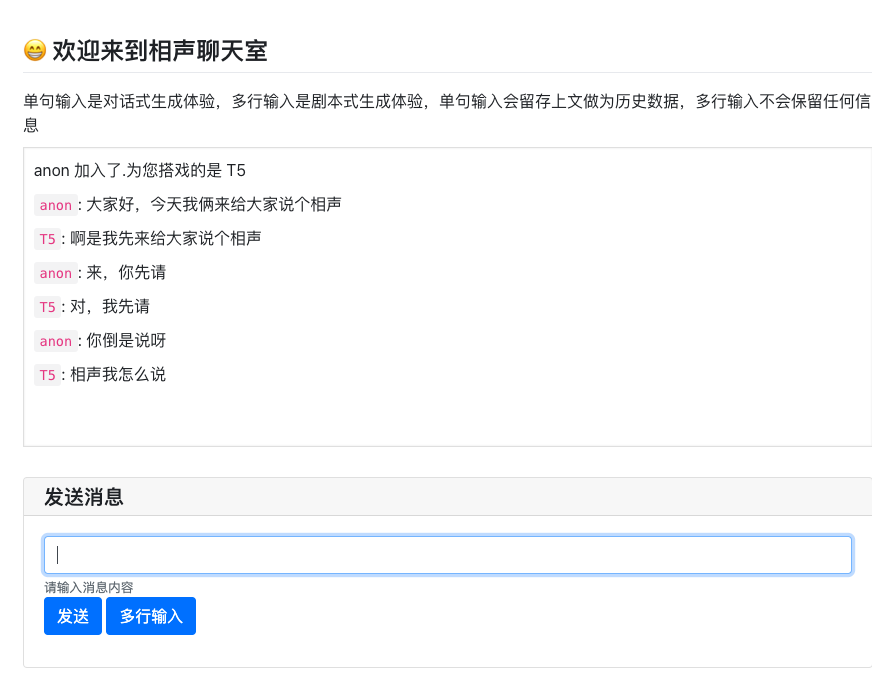 😁 欢迎来到相声聊天室
单句输入是对话式生成体验，多行输入是剧本式生成体验，单句输入会留存上文做为历史数据，多行输入不会保留任何信
息
anon 加入了.为您搭戏的是 T5
anon : 大家好，今天我俩来给大家说个相声
T5 : 啊是我先来给大家说个相声
anon : 来，你先请
T5 : 对，我先请
anon : 你倒是说呀
T5 : 相声我怎么说
发送消息
请输入消息内容
发送 多行输入